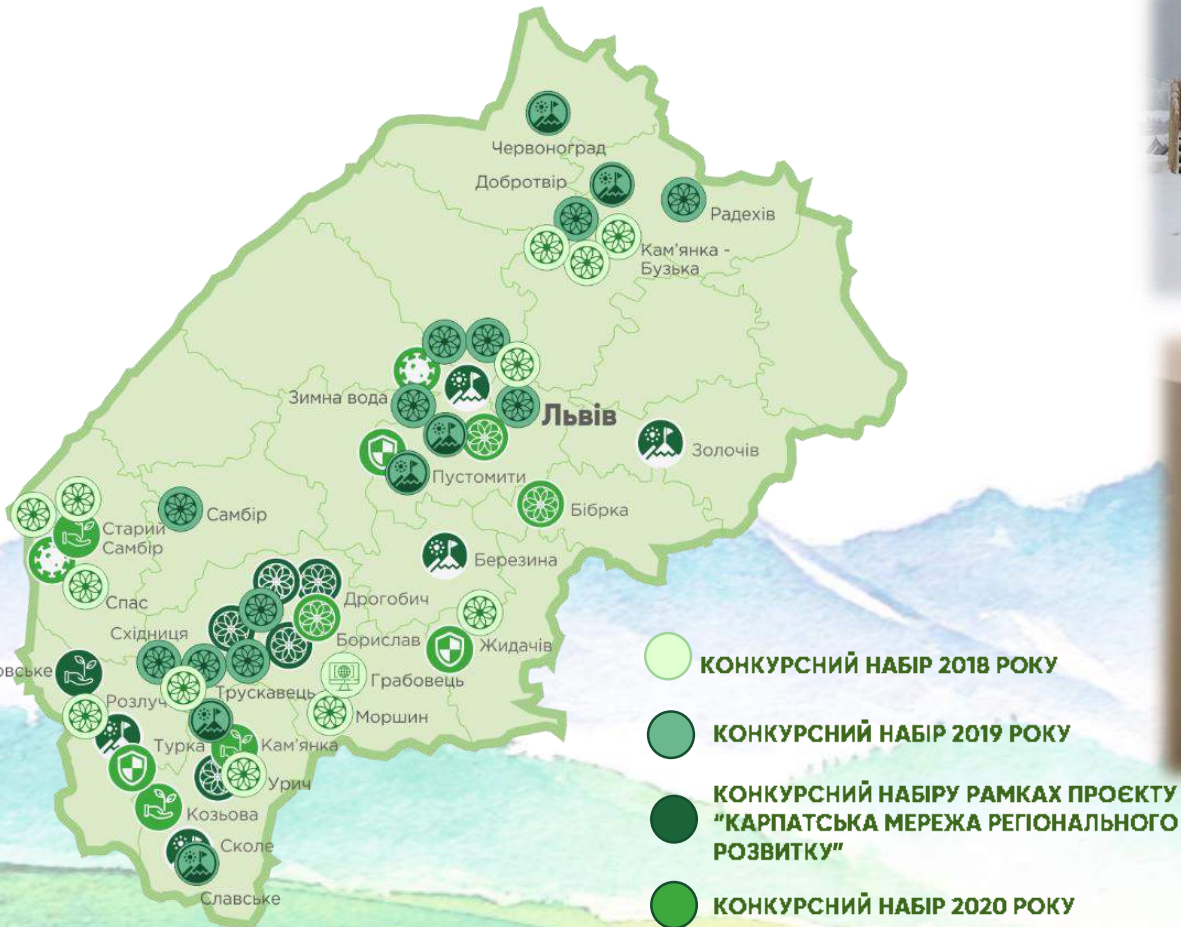 Червоноград
Добротвір
Радехів
Кам'янка -
Бузька
Зимна вода
Львів
Золочів
Пустомити
Бібрка
Самбір
Старий
Самбір
Березина
Спас
Дрогобич
Східниця
Борислав
Жидачів
Грабовець
Розлуч
Трускавець
Моршин
Турка
Кам'янка
Урич
Козьова
Сколе
Славське
КОНКУРСНИЙ НАБІР 2018 РОКУ
КОНКУРСНИЙ НАБІР 2019 РОКУ
КОНКУРСНИЙ НАБІРУ РАМКАХ ПРОЄКТУ
"КАРПАТСЬКА МЕРЕЖА РЕГІОНАЛЬНОГО
РОЗВИТКУ"
КОНКУРСНИЙ НАБІР 2020 РОКУ